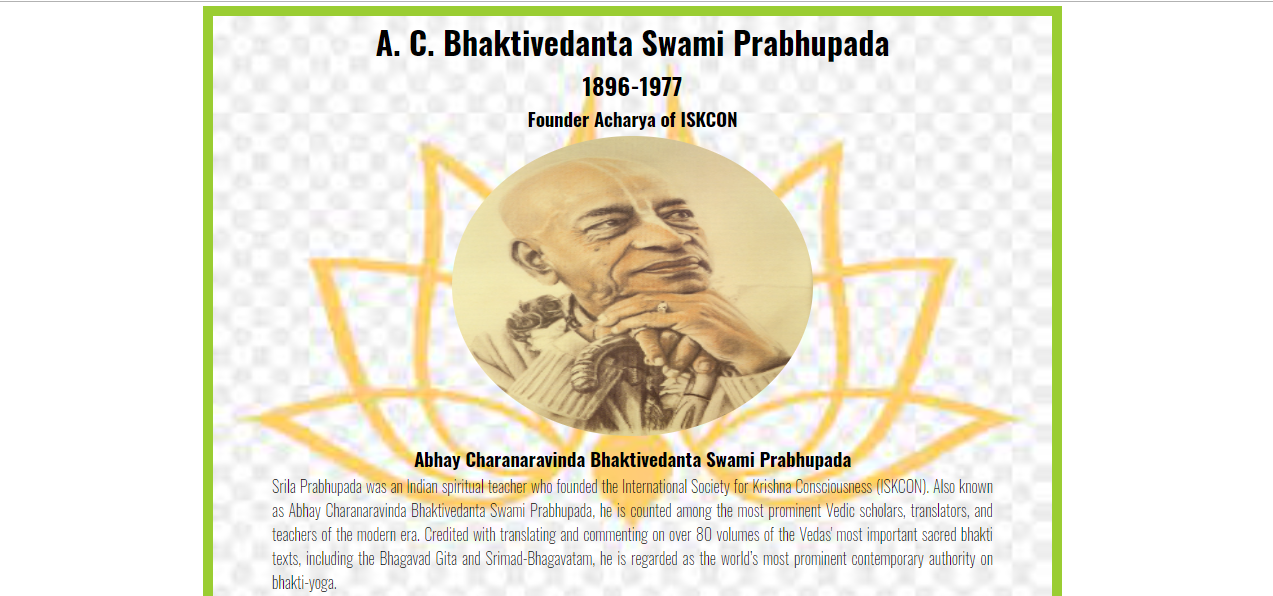 A. C. Bhaktivedanta Swami Prabhupada
1896-1977
Founder Acharya of ISKCON
Abhay Charanaravinda Bhaktivedanta Swami Prabhupada
Srila Prabhupada was an Indian spiritual teacher who founded the International Society for Krishna Consciousness (ISKCON). Also known
as Abhay Charanaravinda Bhaktivedanta Swami Prabhupada, he is counted among the most prominent Vedic scholars, translators, and
teachers of the modern era. Credited with translating and commenting on over 80 volumes of the Vedas' most important sacred bhakti
texts, including the Bhagavad Gita and Srimad-Bhagavatam, he is regarded as the world's most prominent contemporary authority on
bhakti-yoga.